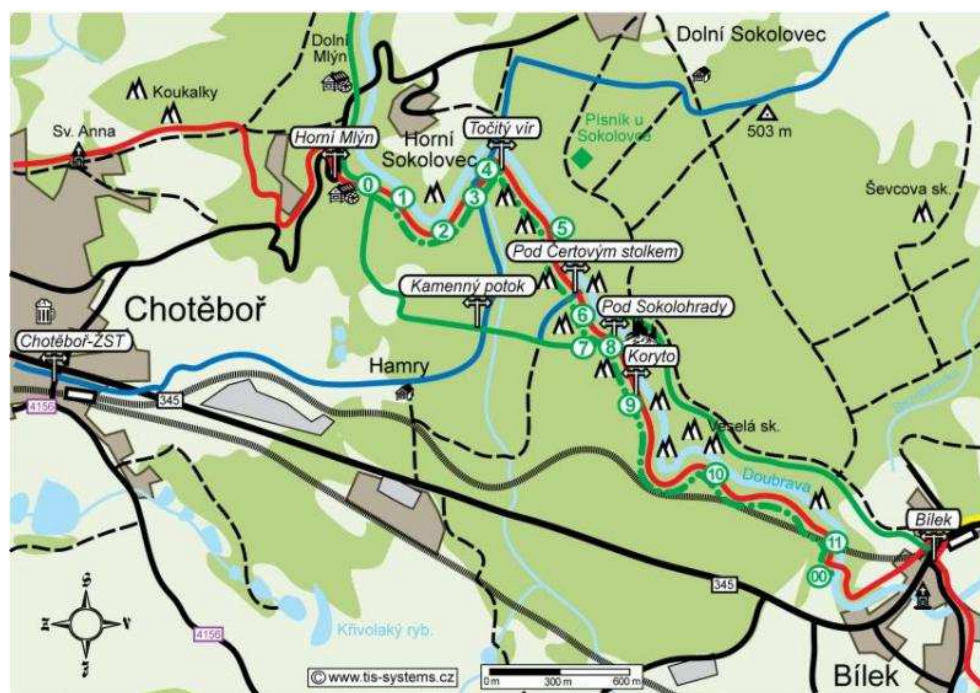 Dolní
Mlýn
Dolní Sokolovec
Koukalky
503 m
Sv. Anna
Horní Mlýn
Horní
Sokolovec
Točitý vír
Písník u
Sokolovce
Ševcova sk.
0
1
2
3
4
5
Pod Čertovým stolkem
Kamenný potok
Pod Sokolohrady
6
7
8
Chotěboř
Chotěboř-ŽST
Koryto
Hamry
9
4156
345
Veselá sk.
Doubrava
10
Bílek
11
00
345
4156
S
Z
V
J
Křivolaký ryb.
© www.tis-systems.cz
0 m
300 m
600 m
Bílek